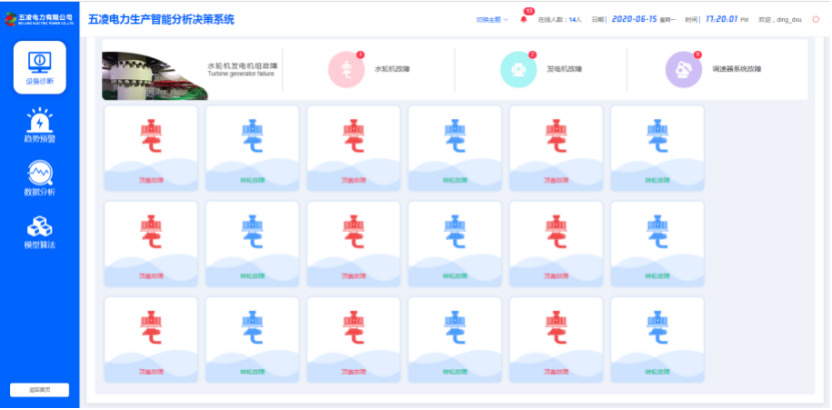 五凌电力有限公司
WU LING ELECTRIC POWER CO.,LTD.
五凌电力生产智能分析决策系统
切换主题
10
在线人数：14人
日期| 2020-06-15 星期一
时间| 17:20:01 PM
欢迎，ding_dxu
设备诊断
趋势预警
数据分析
模型算法
返回首页
水轮机发电机组故障
Turbine generator failure
1
水轮机故障
2
发电机故障
9
调速器系统故障
顶盖故障 转轮故障 顶盖故障 转轮故障 顶盖故障 转轮故障
顶盖故障 转轮故障 顶盖故障 转轮故障 顶盖故障 转轮故障
顶盖故障 转轮故障 顶盖故障 转轮故障 顶盖故障 转轮故障